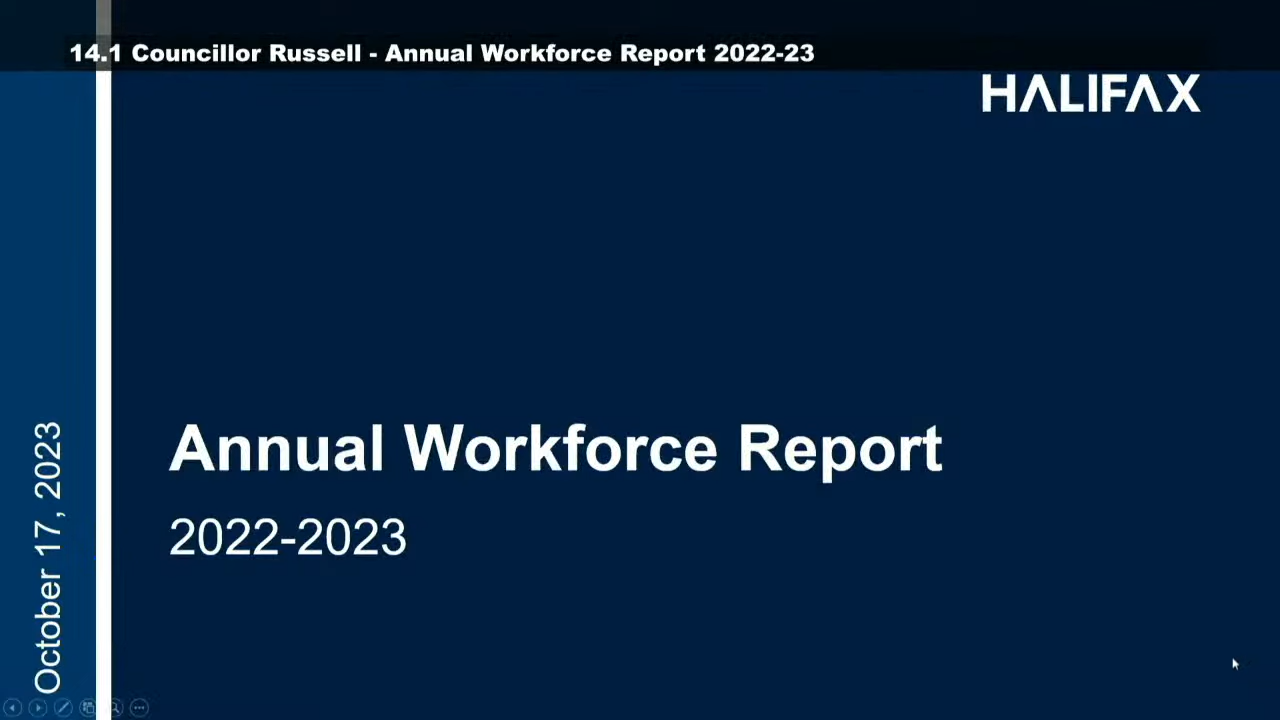 14.1 Councillor Russell - Annual Workforce Report 2022-23
HALIFAX
Annual Workforce Report
2022-2023
October 17, 2023